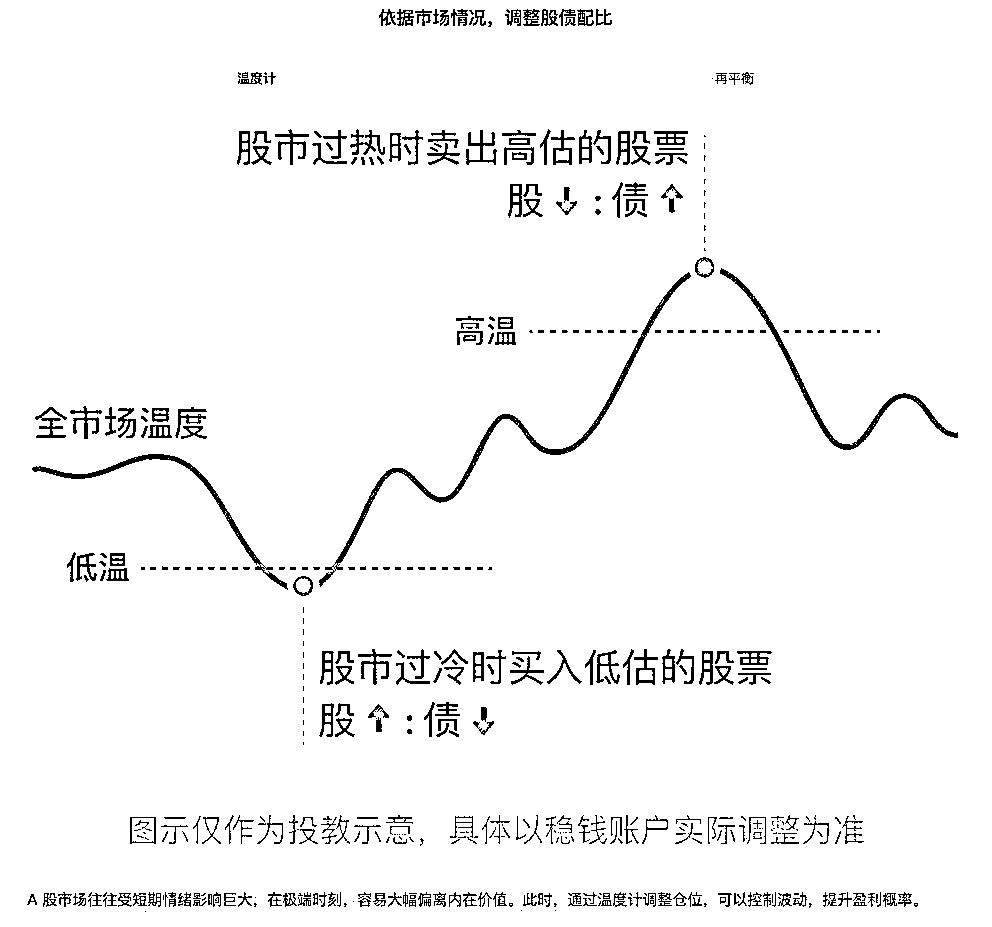 依据市场情况，调整股债配比
温度计
再平衡
股市过热时卖出高估的股票
股 ⇩ : 债 ⇧
高温
全市场温度
低温
股市过冷时买入低估的股票
股 ⇧ : 债 ⇩
图示仅作为投教示意，具体以稳钱账户实际调整为准
A 股市场往往受短期情绪影响巨大；在极端时刻，容易大幅偏离内在价值。此时，通过温度计调整仓位，可以控制波动，提升盈利概率。